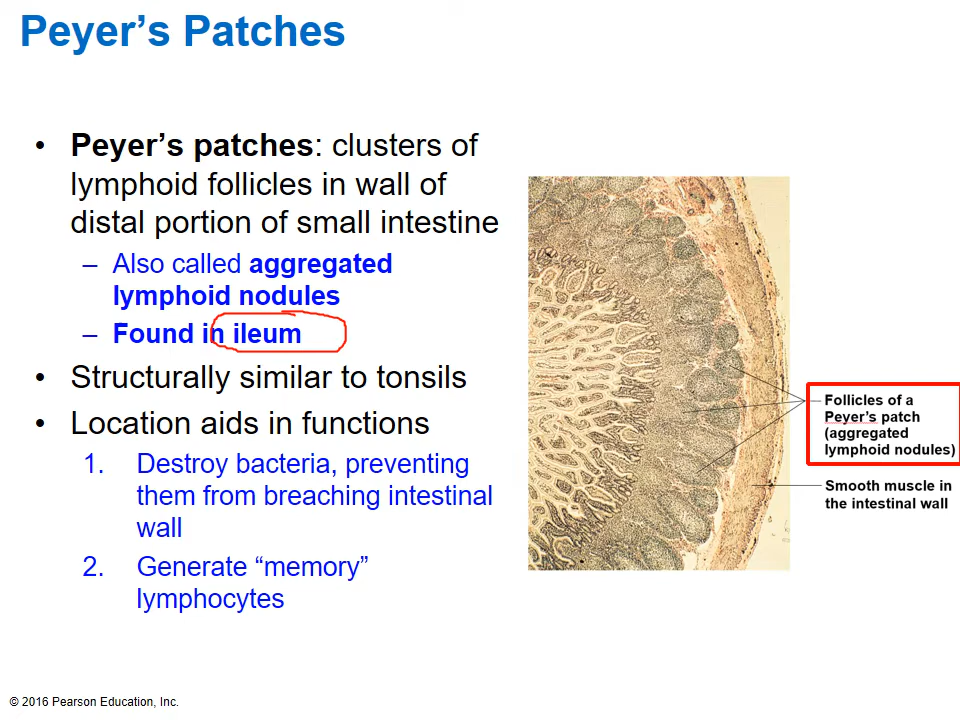 Peyer’s Patches
• Peyer’s patches: clusters of
lymphoid follicles in wall of
distal portion of small intestine
– Also called aggregated
lymphoid nodules
– Found in ileum
• Structurally similar to tonsils
• Location aids in functions
1. Destroy bacteria, preventing
them from breaching intestinal
wall
2. Generate “memory”
lymphocytes
Follicles of a
Peyer’s patch
(aggregated
lymphoid nodules)
Smooth muscle in
the intestinal wall
© 2016 Pearson Education, Inc.